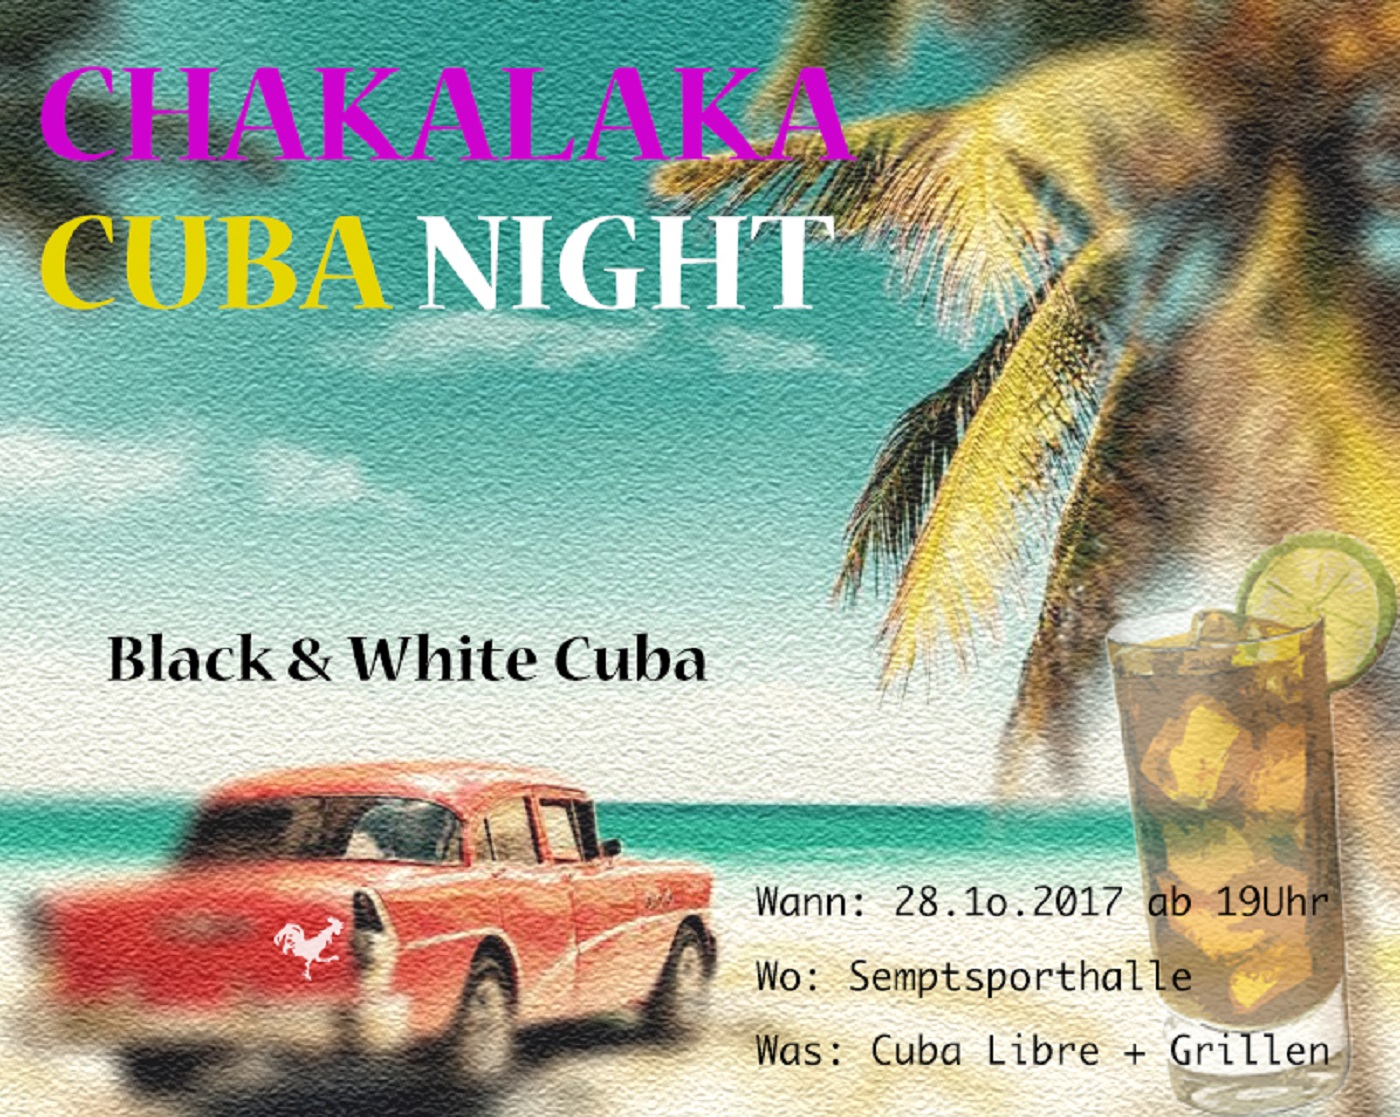 CHAKALAKA
CUBA NIGHT
Black & White Cuba
Wann: 28.1o.2017 ab 19Uhr
Wo: Semptsporthalle
Was: Cuba Libre + Grillen